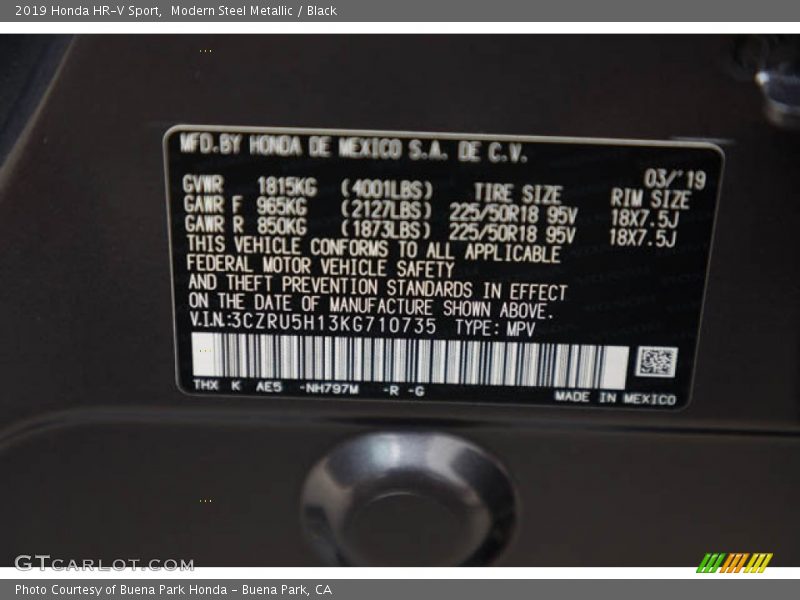 2019 Honda HR-V Sport,  Modern Steel Metallic / Black
MFD.BY HONDA DE MEXICO S.A. DE C.V.
03/'19
GVWR 1815KG (4001LBS) TIRE SIZE RIM SIZE
GAWR F 965KG (2127LBS) 225/50R18 95V 18X7.5J
GAWR R 850KG (1873LBS) 225/50R18 95V 18X7.5J
THIS VEHICLE CONFORMS TO ALL APPLICABLE
FEDERAL MOTOR VEHICLE SAFETY
AND THEFT PREVENTION STANDARDS IN EFFECT
ON THE DATE OF MANUFACTURE SHOWN ABOVE.
V.I.N:3CZRU5H13KG710735 TYPE: MPV
THX K AE5 -NH797M -R -G
MADE IN MEXICO
GTcarlot.com
Photo Courtesy of Buena Park Honda - Buena Park, CA